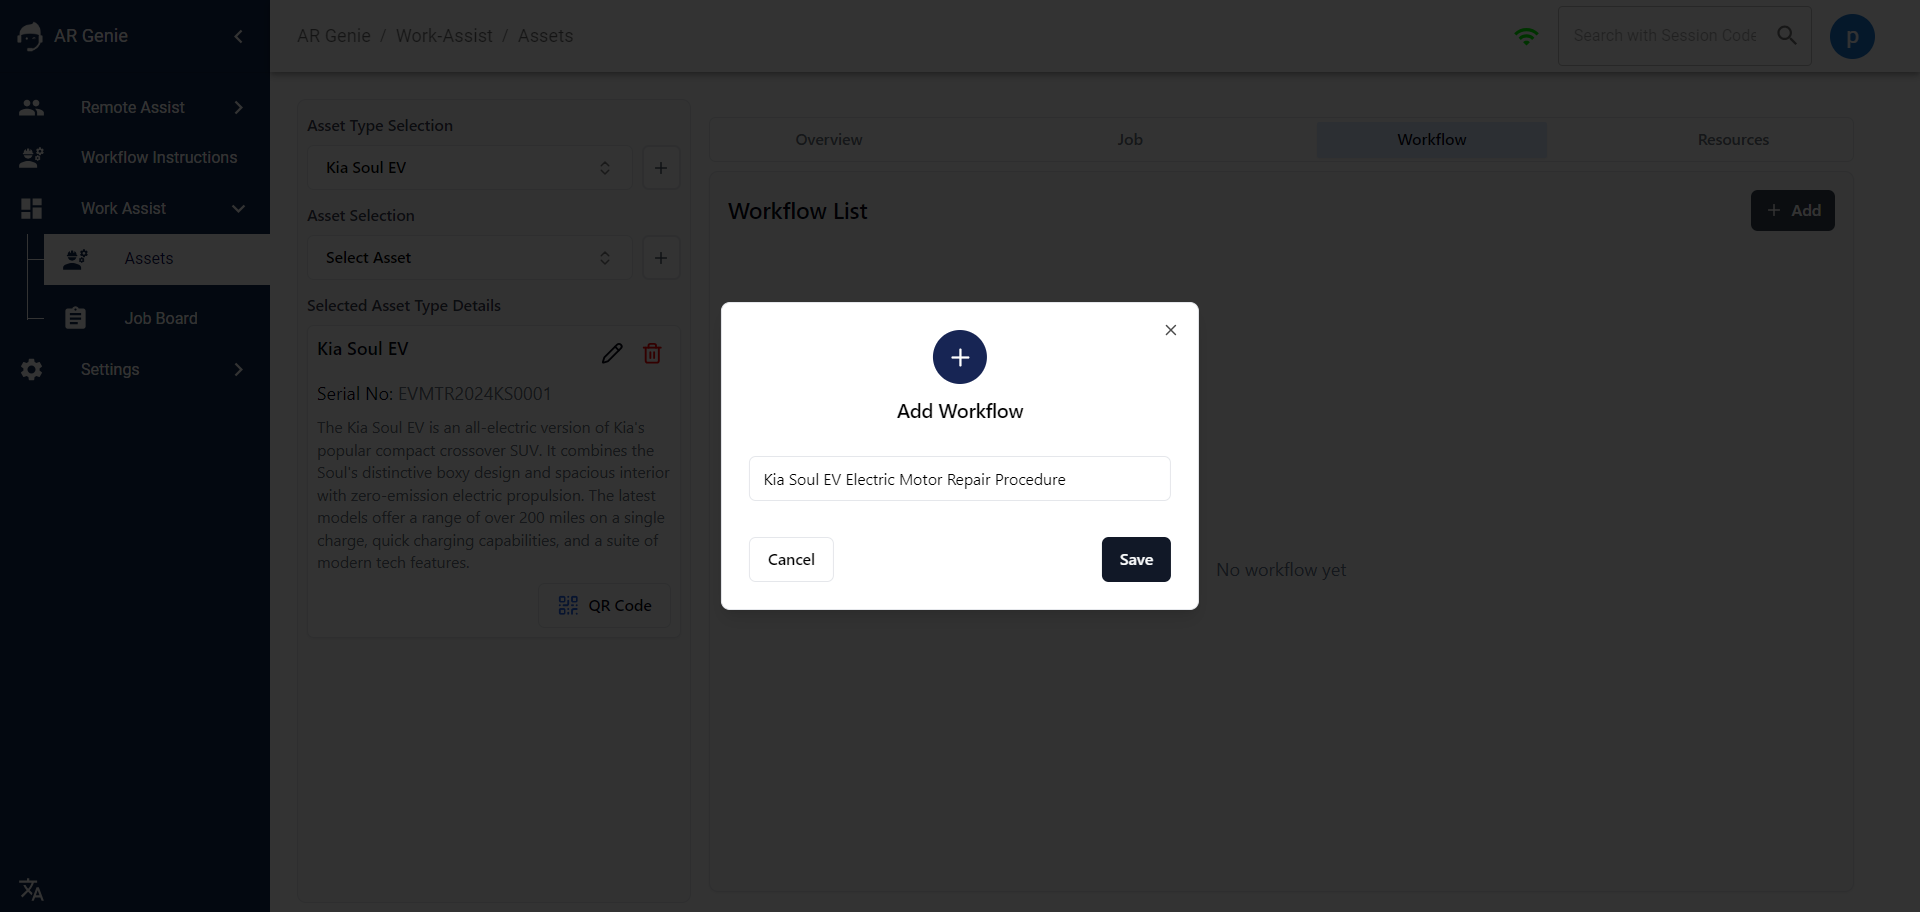 AR Genie
Remote Assist
Workflow Instructions
Work Assist
Assets
Job Board
Settings
AR Genie / Work-Assist / Assets
Search with Session Code
p
Asset Type Selection
Kia Soul EV
Asset Selection
Select Asset
Selected Asset Type Details
Kia Soul EV
Serial No: EVMTR2024KS0001
The Kia Soul EV is an all-electric version of Kia's
popular compact crossover SUV. It combines the
Soul's distinctive boxy design and spacious interior
with zero-emission electric propulsion. The latest
models offer a range of over 200 miles on a single
charge, quick charging capabilities, and a suite of
modern tech features.
QR Code
Overview
Job
Workflow
Resources
Workflow List
+ Add
No workflow yet
Add Workflow
Kia Soul EV Electric Motor Repair Procedure
Cancel
Save